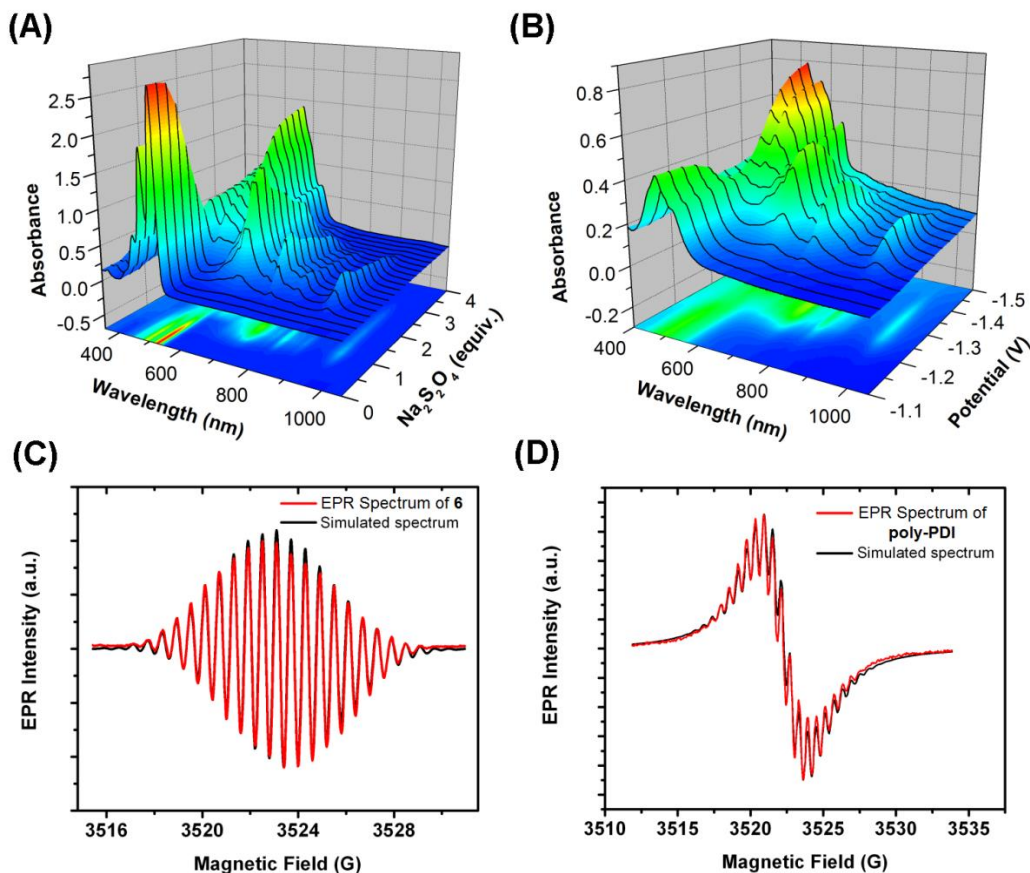 (A)
2.5
2.0
1.5
1.0
0.5
0.0
-0.5
Absorbance
400
600
800
1000
Wavelength (nm)
0
1
2
3
4
Na₂S₂O₄ (equiv.)
(B)
0.8
0.6
0.4
0.2
0.0
-0.2
Absorbance
400
600
800
1000
Wavelength (nm)
-1.1
-1.2
-1.3
-1.4
-1.5
Potential (V)
(C)
EPR Spectrum of 6
Simulated spectrum
EPR Intensity (a.u.)
3516 3520 3524 3528
Magnetic Field (G)
(D)
EPR Spectrum of
poly-PDI
Simulated spectrum
EPR Intensity (a.u.)
3510 3515 3520 3525 3530 3535
Magnetic Field (G)